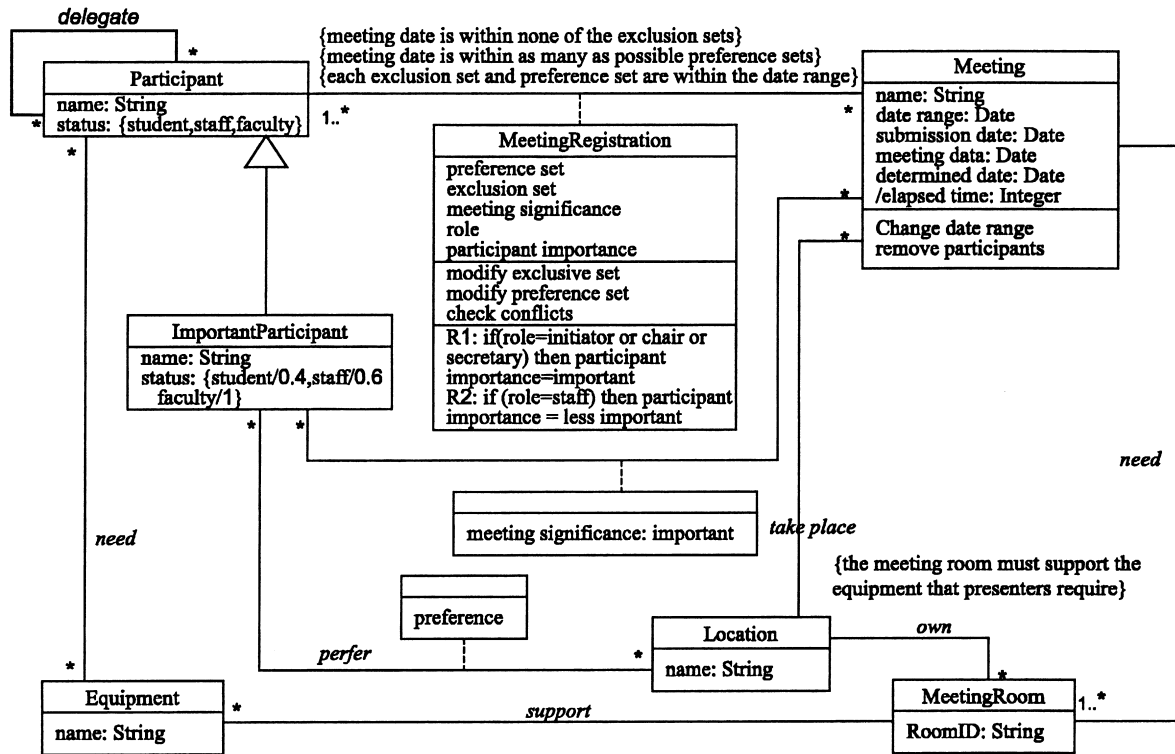 delegate
*
{meeting date is within none of the exclusion sets}
{meeting date is within as many as possible preference sets}
{each exclusion set and preference set are within the date range}
Participant
name: String
status: {student,staff,faculty}
*
*
1..*
*
Meeting
name: String
date range: Date
submission date: Date
meeting data: Date
determined date: Date
/elapsed time: Integer
Change date range
remove participants
*
*
MeetingRegistration
preference set
exclusion set
meeting significance
role
participant importance
modify exclusive set
modify preference set
check conflicts
R1: if(role=initiator or chair or
secretary) then participant
importance=important
R2: if (role=staff) then participant
importance = less important
ImportantParticipant
name: String
status: {student/0.4,staff/0.6
faculty/1}
*
*
need
meeting significance: important
take place
need
{the meeting room must support the
equipment that presenters require}
preference
perfer
*
Location
name: String
own
*
*
Equipment
name: String
*
support
MeetingRoom
RoomID: String
1..*